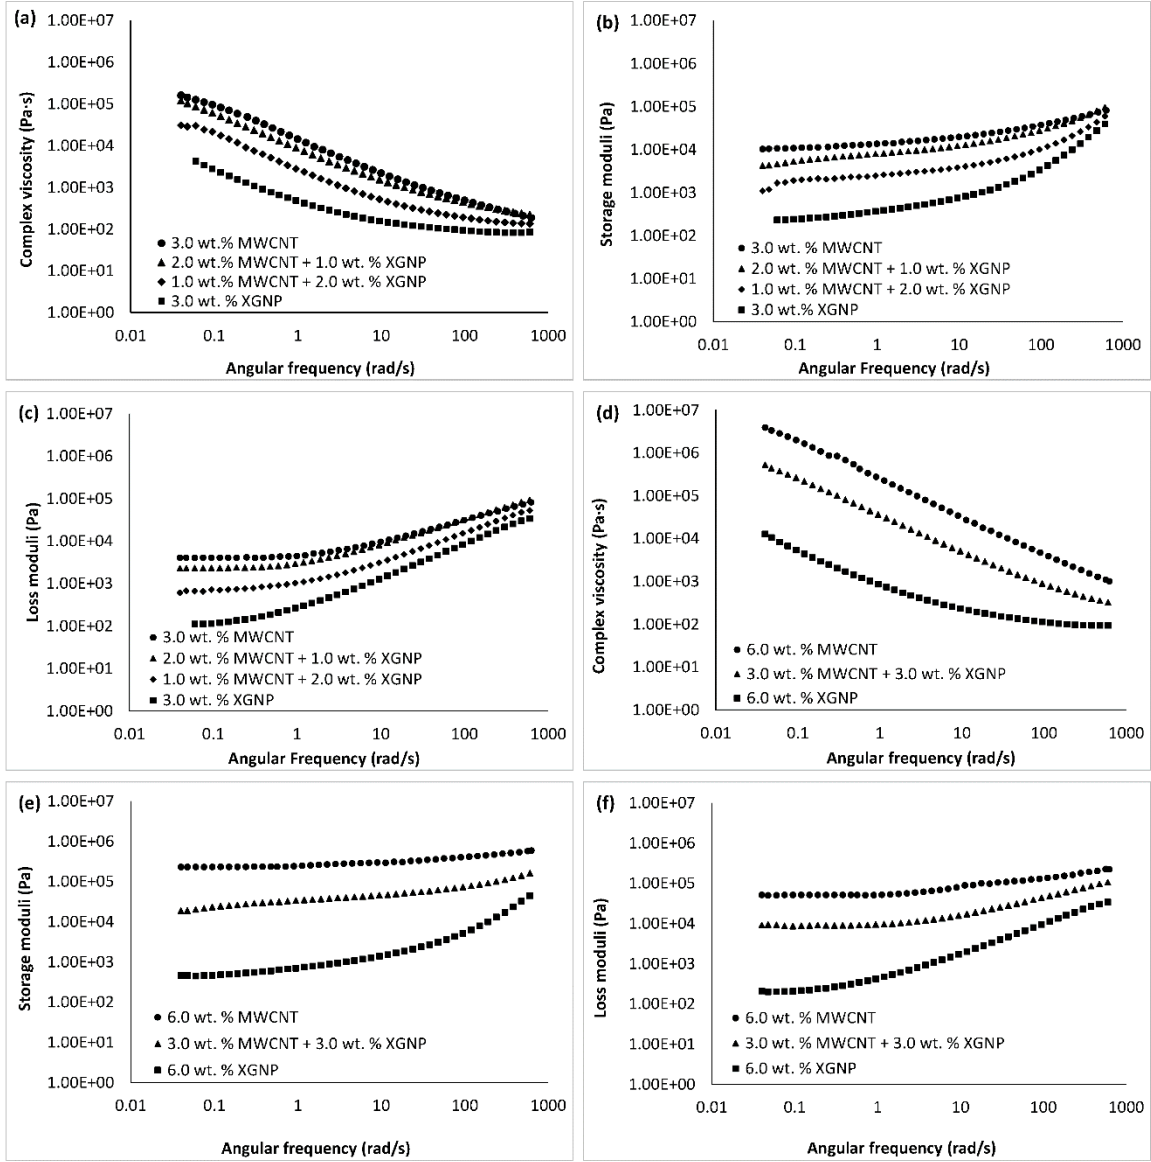 (a)
1.00E+07
1.00E+06
1.00E+05
1.00E+04
1.00E+03
1.00E+02
1.00E+01
1.00E+00
Complex viscosity (Pa·s)
3.0 wt.% MWCNT
2.0 wt.% MWCNT + 1.0 wt. % XGNP
1.0 wt.% MWCNT + 2.0 wt. % XGNP
3.0 wt.% XGNP
0.01 0.1 1 10 100 1000
Angular frequency (rad/s)
(b)
1.00E+07
1.00E+06
1.00E+05
1.00E+04
1.00E+03
1.00E+02
1.00E+01
1.00E+00
Storage moduli (Pa)
3.0 wt.% MWCNT
2.0 wt. % MWCNT + 1.0 wt. % XGNP
1.0 wt. % MWCNT + 2.0 wt. % XGNP
3.0 wt.% XGNP
0.01 0.1 1 10 100 1000
Angular Frequency (rad/s)
(c)
1.00E+07
1.00E+06
1.00E+05
1.00E+04
1.00E+03
1.00E+02
1.00E+01
1.00E+00
Loss moduli (Pa)
3.0 wt. % MWCNT
2.0 wt. % MWCNT + 1.0 wt. % XGNP
1.0 wt. % MWCNT + 2.0 wt. % XGNP
3.0 wt. % XGNP
0.01 0.1 1 10 100 1000
Angular Frequency (rad/s)
(d)
1.00E+07
1.00E+06
1.00E+05
1.00E+04
1.00E+03
1.00E+02
1.00E+01
1.00E+00
Complex viscosity (Pa·s)
6.0 wt. % MWCNT
3.0 wt. % MWCNT + 3.0 wt. % XGNP
6.0 wt. % XGNP
0.01 0.1 1 10 100 1000
Angular frequency (rad/s)
(e)
1.00E+07
1.00E+06
1.00E+05
1.00E+04
1.00E+03
1.00E+02
1.00E+01
1.00E+00
Storage moduli (Pa)
6.0 wt. % MWCNT
3.0 wt. % MWCNT + 3.0 wt. % XGNP
6.0 wt. % XGNP
0.01 0.1 1 10 100 1000
Angular frequency (rad/s)
(f)
1.00E+07
1.00E+06
1.00E+05
1.00E+04
1.00E+03
1.00E+02
1.00E+01
1.00E+00
Loss moduli (Pa)
6.0 wt. % MWCNT
3.0 wt. % MWCNT + 3.0 wt. % XGNP
6.0 wt. % XGNP
0.01 0.1 1 10 100 1000
Angular frequency (rad/s)